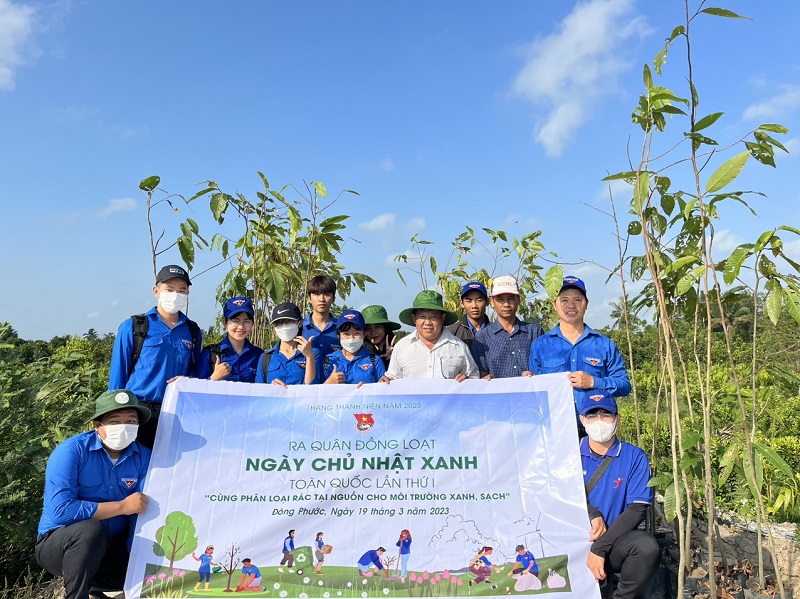 THÁNG THANH NIÊN NĂM 2023
RA QUÂN ĐỒNG LOẠT
NGÀY CHỦ NHẬT XANH
TOÀN QUỐC LẦN THỨ I
"CÙNG PHÂN LOẠI RÁC TẠI NGUỒN CHO MÔI TRƯỜNG XANH, SẠCH"
Đông Phước, Ngày 19 tháng 3 năm 2023